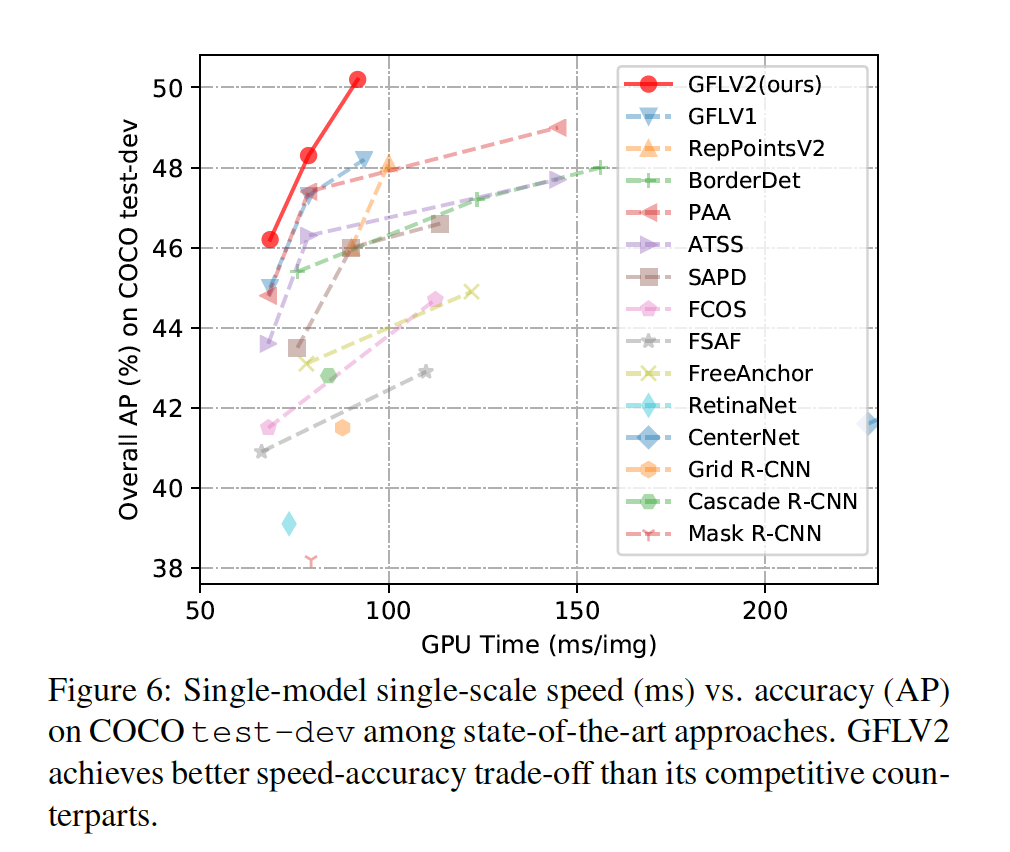 50
48
46
44
42
40
38
Overall AP (%) on COCO test-dev
GFLV2(ours)
GFLV1
RepPointsV2
BorderDet
PAA
ATSS
SAPD
FCOS
FSAF
FreeAnchor
RetinaNet
CenterNet
Grid R-CNN
Cascade R-CNN
Mask R-CNN
50 100 150 200
GPU Time (ms/img)
Figure 6: Single-model single-scale speed (ms) vs. accuracy (AP)
on COCO test-dev among state-of-the-art approaches. GFLV2
achieves better speed-accuracy trade-off than its competitive coun-
terparts.